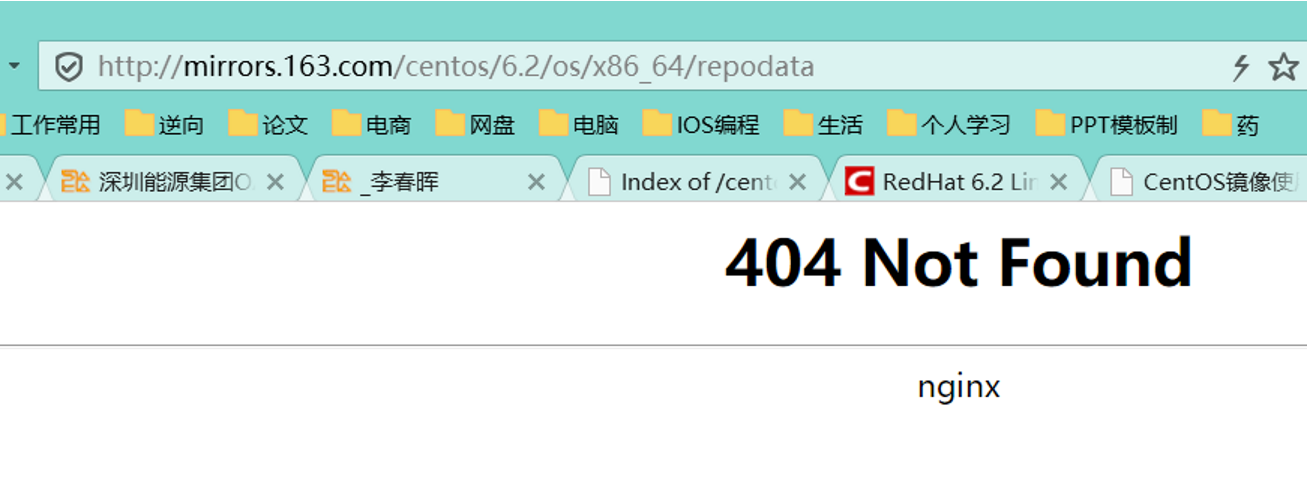 http://mirrors.163.com/centos/6.2/os/x86_64/repodata
工作常用 逆向 论文 电商 网盘 电脑 IOS编程 生活 个人学习 PPT模板制 药
深圳能源集团O _李春晖 Index of /cent RedHat 6.2 Lin CentOS镜像使
404 Not Found
nginx